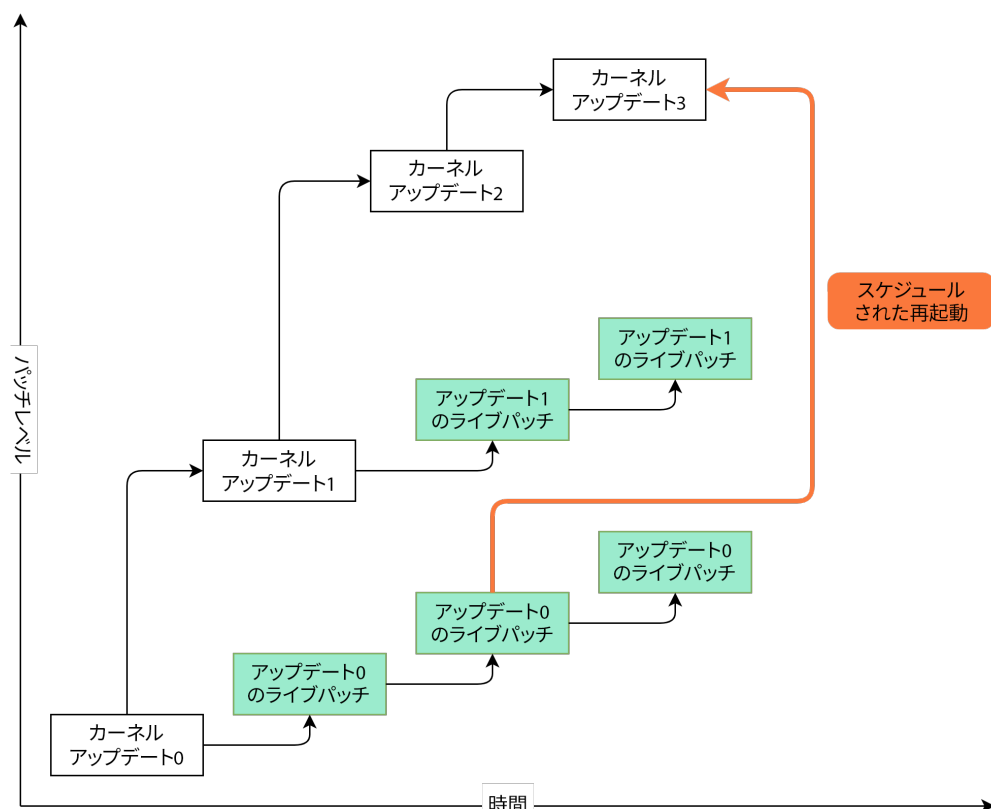 カーネル
アップデート3
カーネル
アップデート2
スケジュール
された再起動
アップデート1
のライブパッチ
パッチレベル
アップデート1
のライブパッチ
カーネル
アップデート1
アップデート0
のライブパッチ
アップデート0
のライブパッチ
アップデート0
のライブパッチ
カーネル
アップデート0
時間